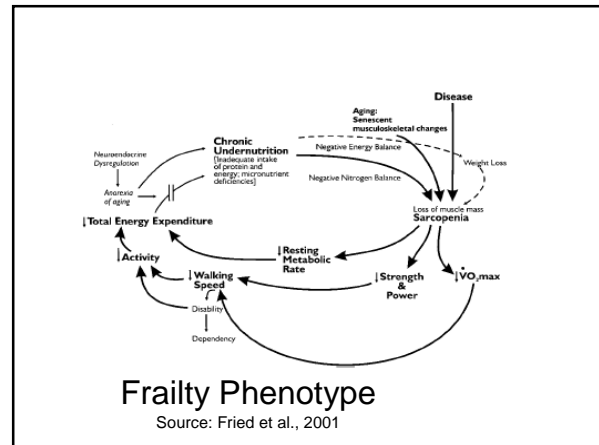 Disease
Aging:
Senescent
musculoskeletal changes
Chronic
Undernutrition
[Inadequate intake
of protein and
energy; micronutrient
deficiencies]
Negative Energy Balance
Weight Loss
Negative Nitrogen Balance
Neuroendocrine
Dysregulation
Anorexia
of aging
↓Total Energy Expenditure
Loss of muscle mass
Sarcopenia
↓Resting
Metabolic
Rate
↓Activity
↓Walking
Speed
↓Strength
&
Power
↓V̇O₂max
Disability
Dependency
Frailty Phenotype
Source: Fried et al., 2001